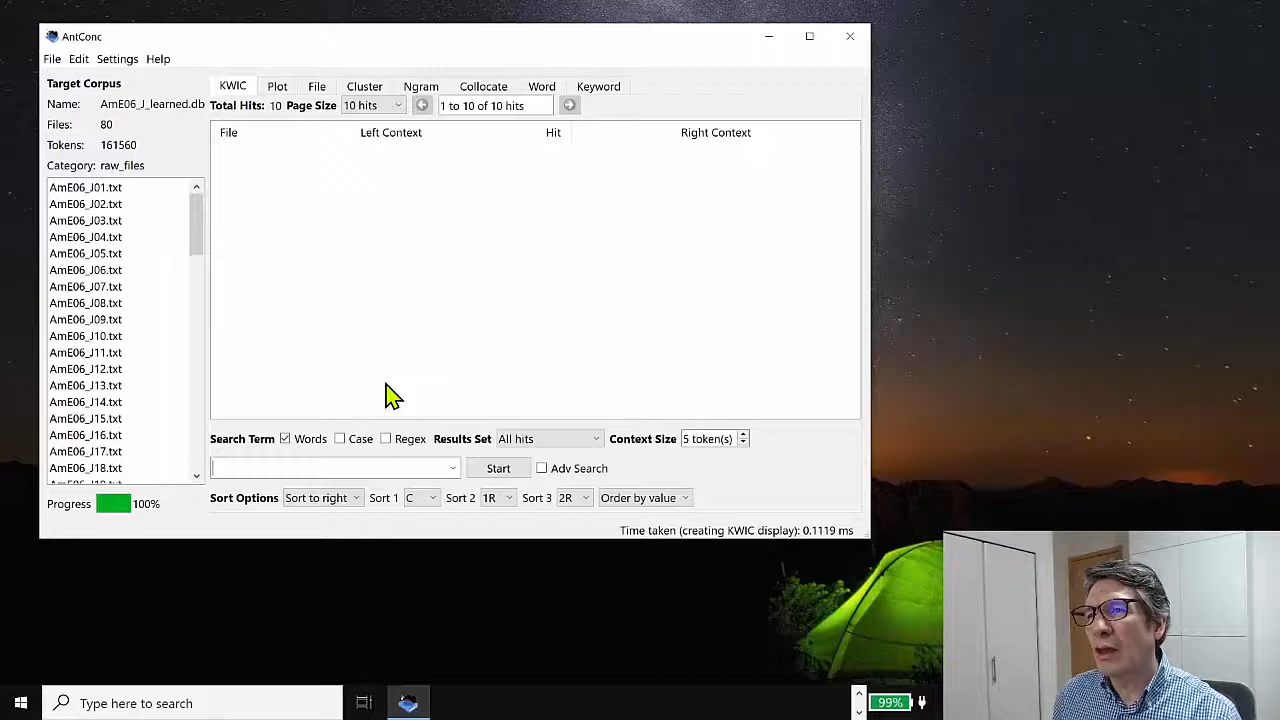 AntConc
File Edit Settings Help
Target Corpus
Name: AmE06_J_learned.db
Files: 80
Tokens: 161560
Category: raw_files
AmE06_J01.txt
AmE06_J02.txt
AmE06_J03.txt
AmE06_J04.txt
AmE06_J05.txt
AmE06_J06.txt
AmE06_J07.txt
AmE06_J08.txt
AmE06_J09.txt
AmE06_J10.txt
AmE06_J11.txt
AmE06_J12.txt
AmE06_J13.txt
AmE06_J14.txt
AmE06_J15.txt
AmE06_J16.txt
AmE06_J17.txt
AmE06_J18.txt
Progress 100%
KWIC Plot File Cluster Ngram Collocate Word Keyword
Total Hits: 10 Page Size 10 hits 1 to 10 of 10 hits
File Left Context Hit Right Context
Search Term Words Case Regex Results Set All hits Context Size 5 token(s)
Start Adv Search
Sort Options Sort to right Sort 1 C Sort 2 1R Sort 3 2R Order by value
Time taken (creating KWIC display): 0.1119 ms
Type here to search
99%